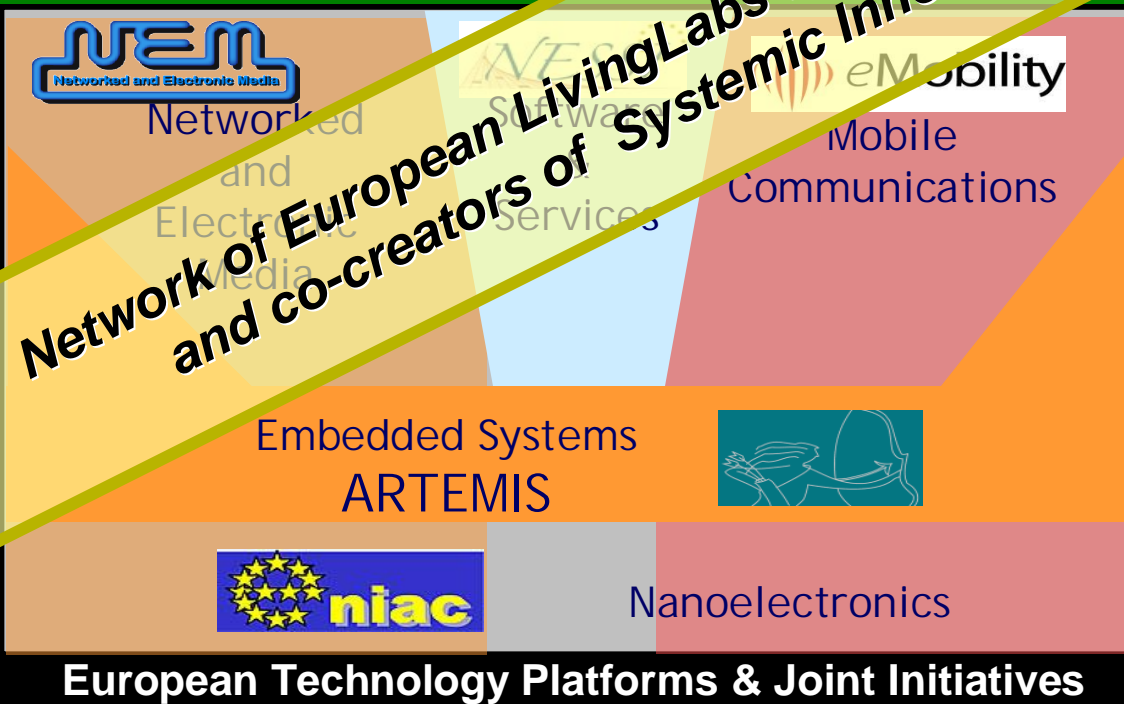 NEM
Networked and Electronic Media
Networked
and
Electronic
Media
NES
Software
&
Services
eMobility
Mobile
Communications
Network of European LivingLabs
and co-creators of Systemic
Embedded Systems
ARTEMIS
niac
Nanoelectronics
European Technology Platforms & Joint Initiatives